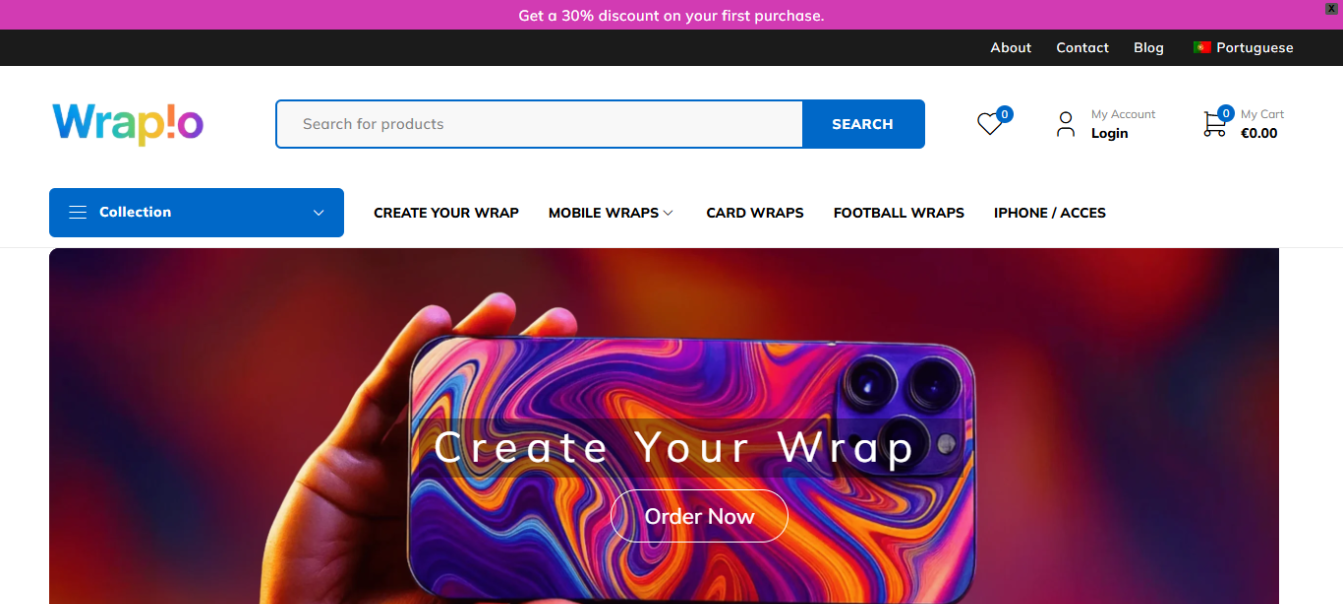 Get a 30% discount on your first purchase.
X
About Contact Blog Portuguese
Wrap!o
Search for products
SEARCH
0
My Account
Login
0
My Cart
€0.00
Collection
CREATE YOUR WRAP MOBILE WRAPS CARD WRAPS FOOTBALL WRAPS IPHONE / ACCES
Create Your Wrap
Order Now